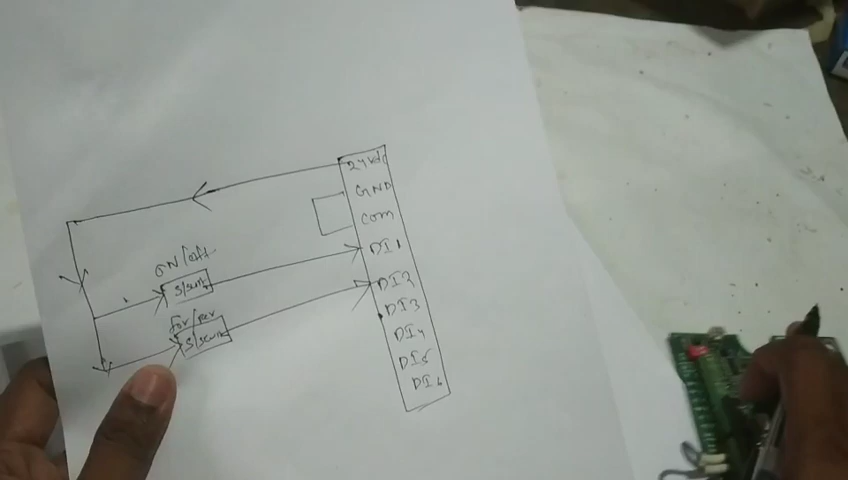 24vdc
GND
com
DI1
DI2
DI3
DI4
DI5
DI6
ON/off
for/rev